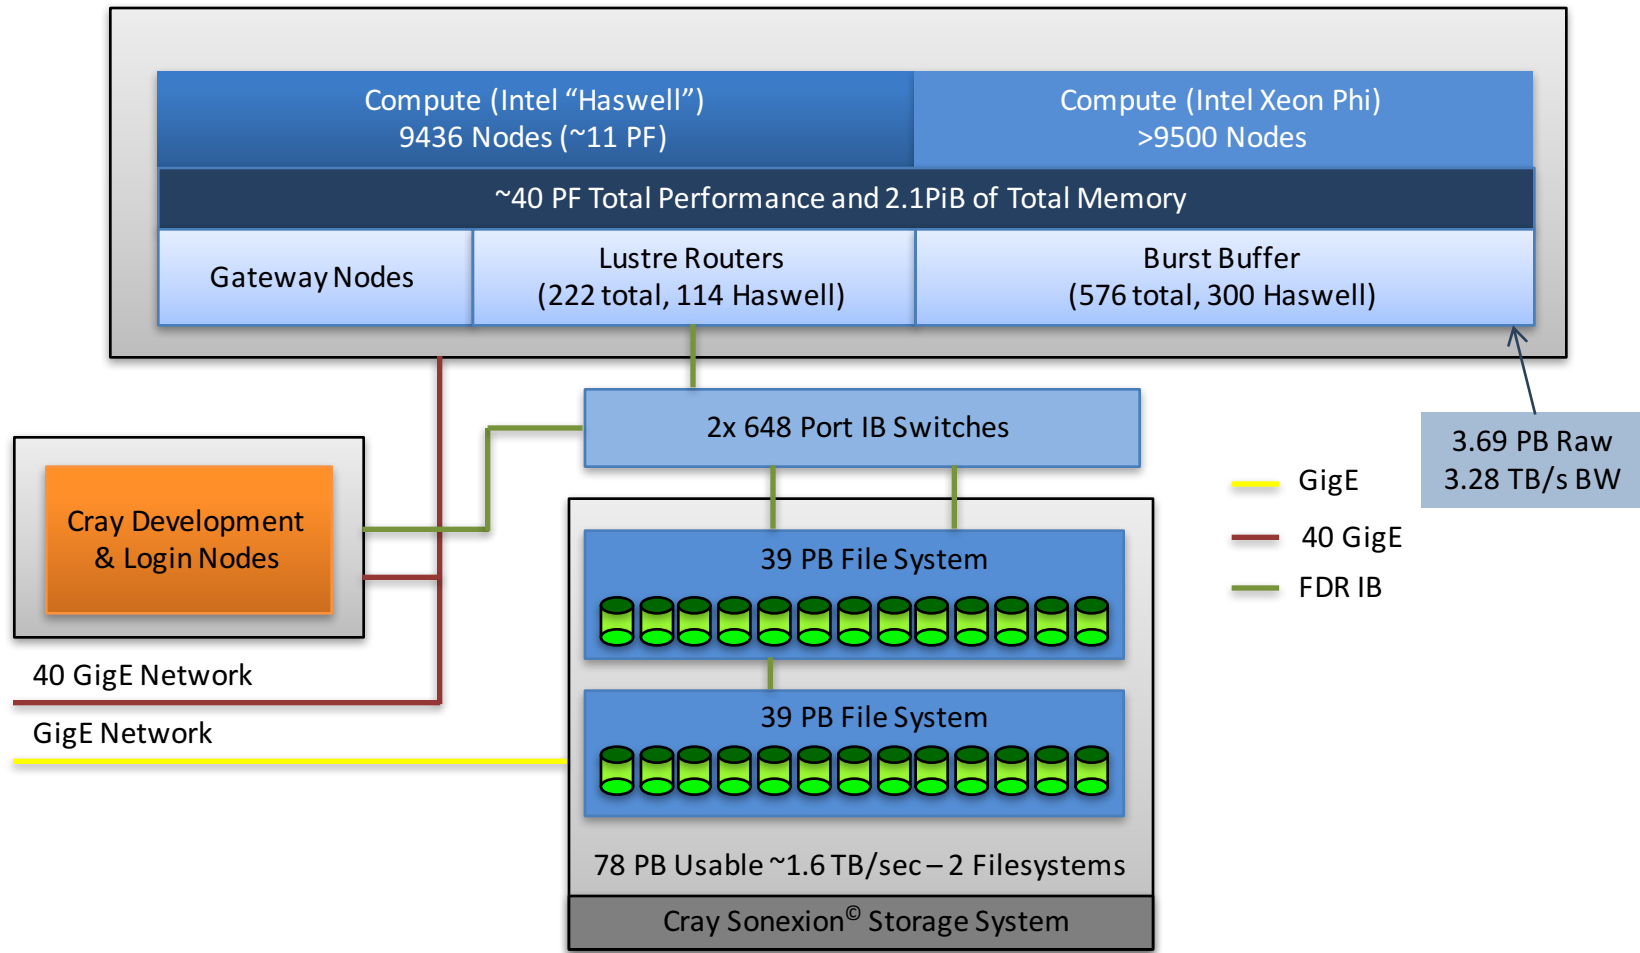 Compute (Intel “Haswell”)
9436 Nodes (~11 PF)
Compute (Intel Xeon Phi)
>9500 Nodes
~40 PF Total Performance and 2.1PiB of Total Memory
Gateway Nodes
Lustre Routers
(222 total, 114 Haswell)
Burst Buffer
(576 total, 300 Haswell)
2x 648 Port IB Switches
3.69 PB Raw
3.28 TB/s BW
GigE
40 GigE
FDR IB
Cray Development
& Login Nodes
39 PB File System
40 GigE Network
GigE Network
39 PB File System
78 PB Usable ~1.6 TB/sec – 2 Filesystems
Cray Sonexion© Storage System